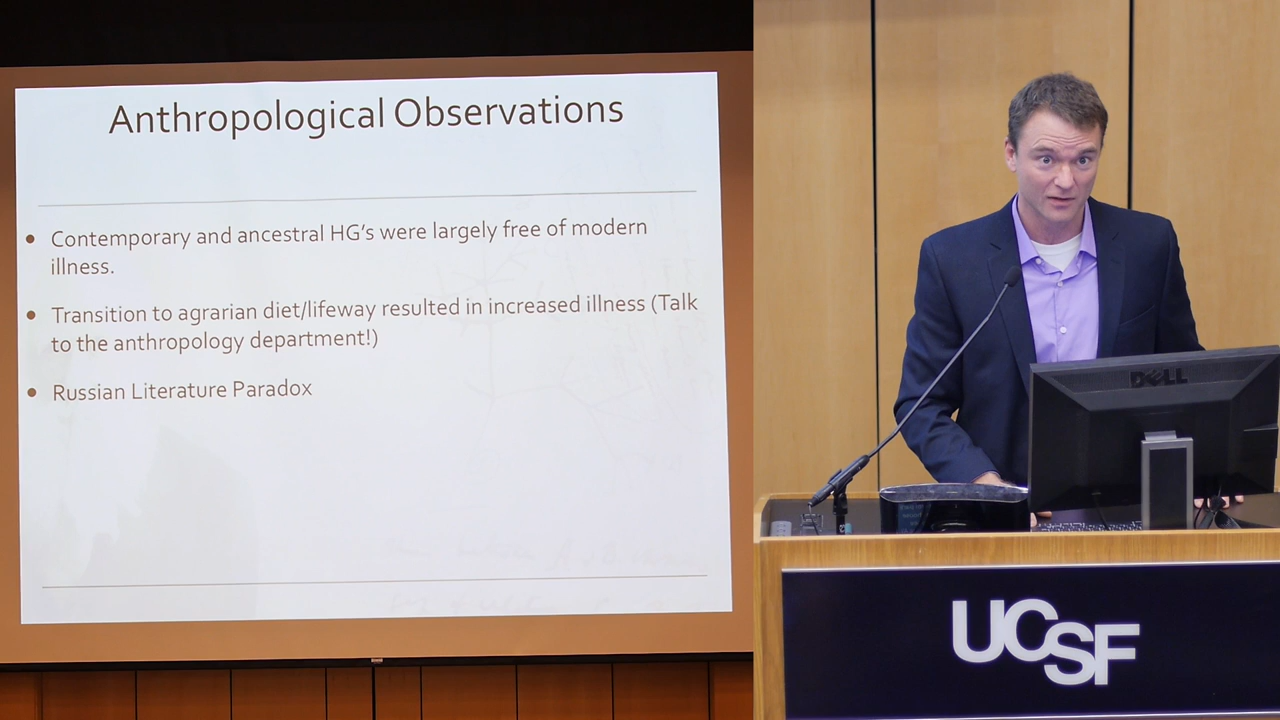 Anthropological Observations
Contemporary and ancestral HG's were largely free of modern
illness.
Transition to agrarian diet/lifeway resulted in increased illness (Talk
to the anthropology department!)
Russian Literature Paradox
DELL
UCSF